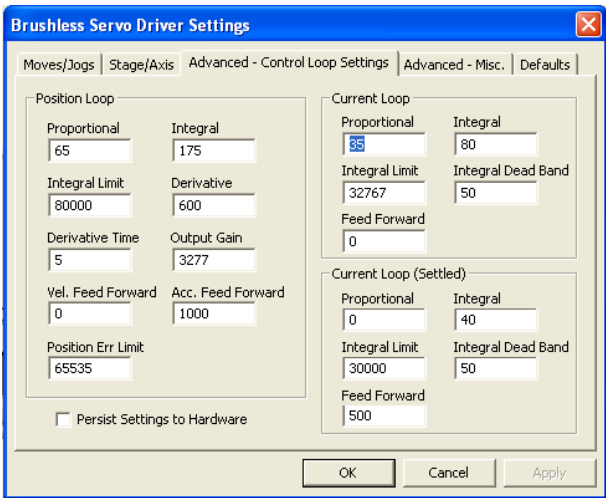 Brushless Servo Driver Settings
Moves/Jogs Stage/Axis Advanced - Control Loop Settings Advanced - Misc. Defaults
Position Loop
Proportional Integral
65 175
Integral Limit Derivative
80000 600
Derivative Time Output Gain
5 3277
Vel. Feed Forward Acc. Feed Forward
0 1000
Position Err Limit
65535
Persist Settings to Hardware
Current Loop
Proportional Integral
35 80
Integral Limit Integral Dead Band
32767 50
Feed Forward
0
Current Loop (Settled)
Proportional Integral
0 40
Integral Limit Integral Dead Band
30000 50
Feed Forward
500
OK Cancel Apply